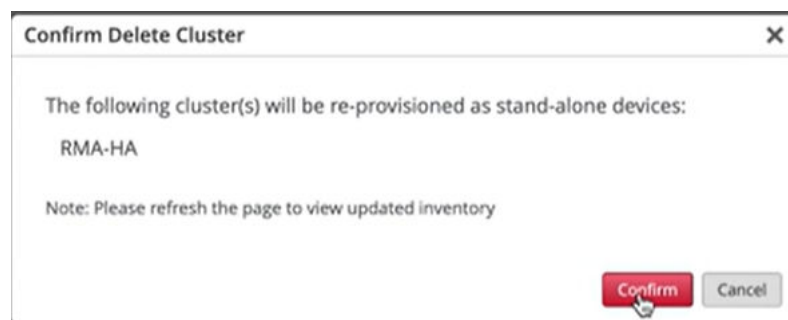 Confirm Delete Cluster
The following cluster(s) will be re-provisioned as stand-alone devices:
RMA-HA
Note: Please refresh the page to view updated inventory
Confirm Cancel